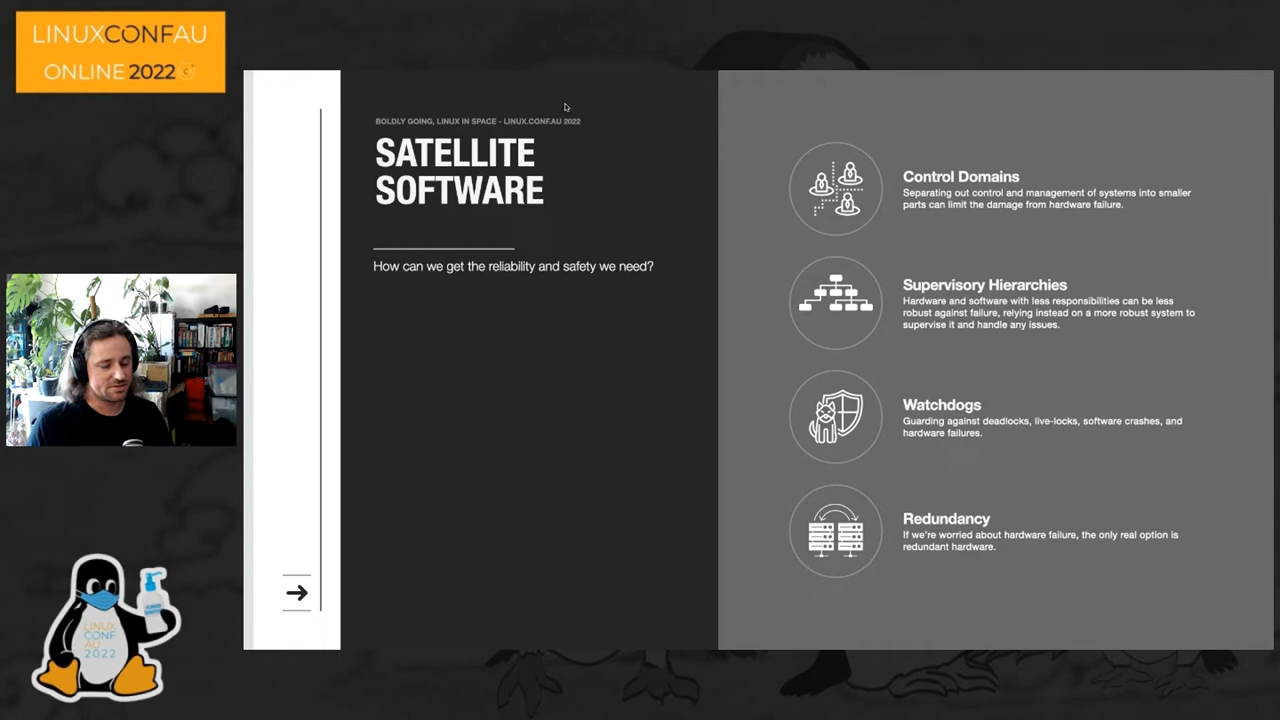 LINUXCONFAU
ONLINE 2022
BOLDLY GOING, LINUX IN SPACE - LINUX.CONF.AU 2022
SATELLITE
SOFTWARE
How can we get the reliability and safety we need?
Control Domains
Separating out control and management of systems into smaller
parts can limit the damage from hardware failure.
Supervisory Hierarchies
Hardware and software with less responsibilities can be less
robust against failure, relying instead on a more robust system to
supervise it and handle any issues.
Watchdogs
Guarding against deadlocks, live-locks, software crashes, and
hardware failures.
Redundancy
If we're worried about hardware failure, the only real option is
redundant hardware.
LINUX
CONF
AU
2022